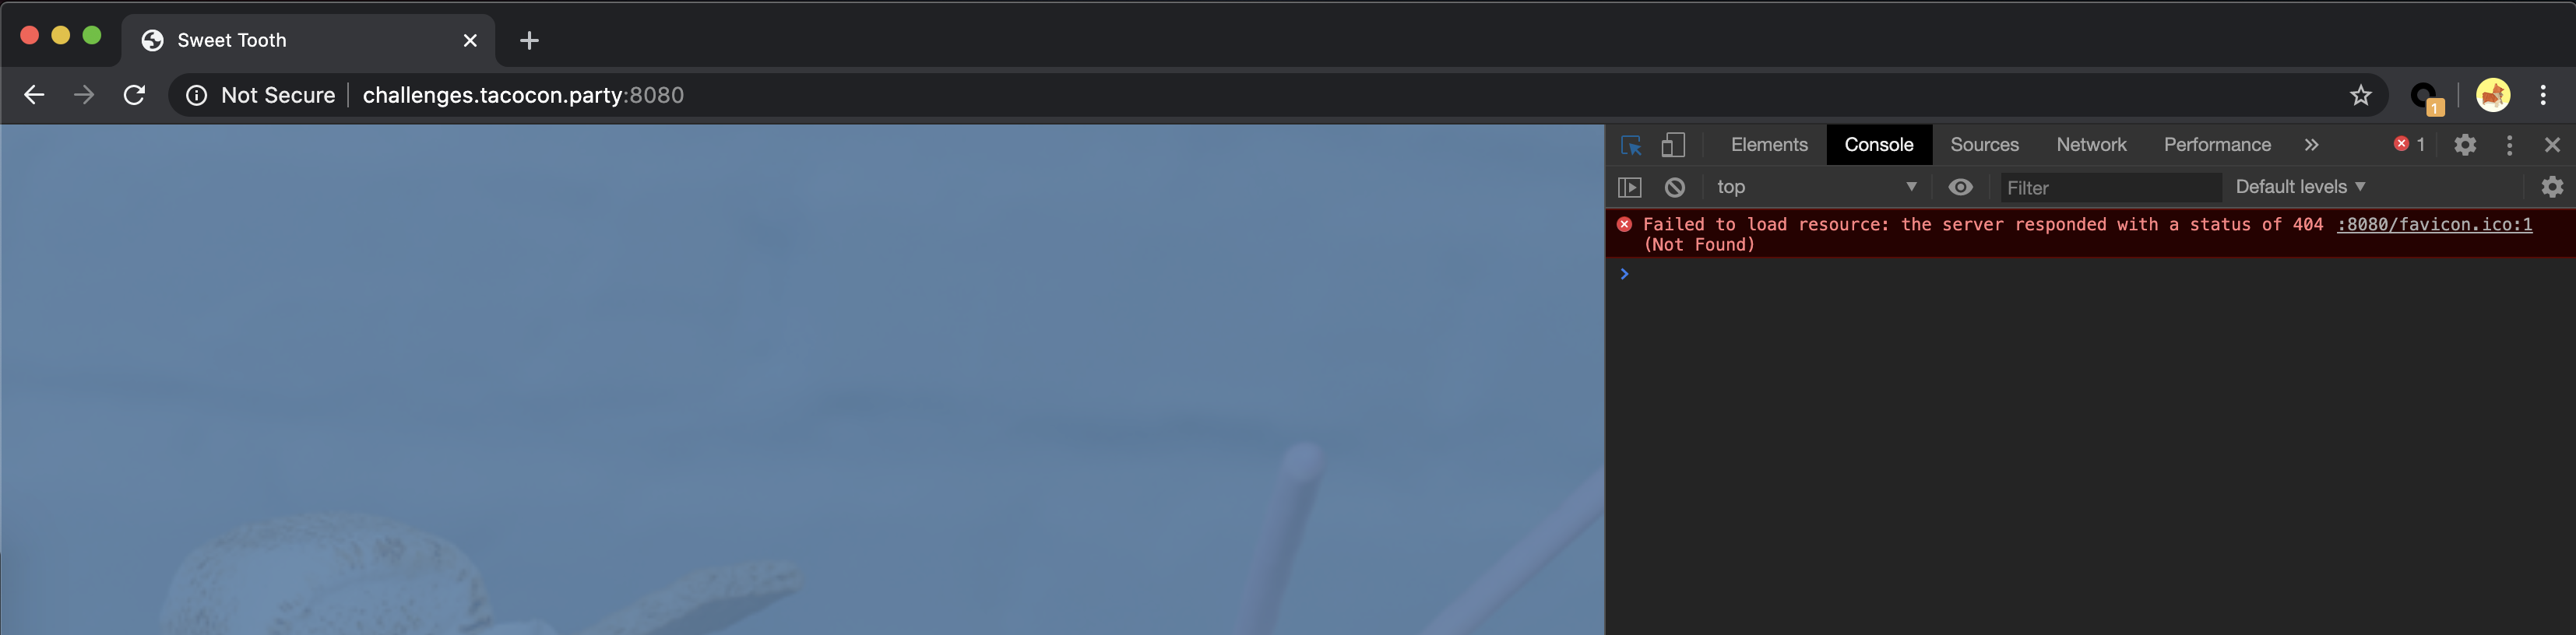 Sweet Tooth
Not Secure challenges.tacocon.party:8080
1
Elements Console Sources Network Performance 1
top Filter Default levels
Failed to load resource: the server responded with a status of 404 :8080/favicon.ico:1
(Not Found)